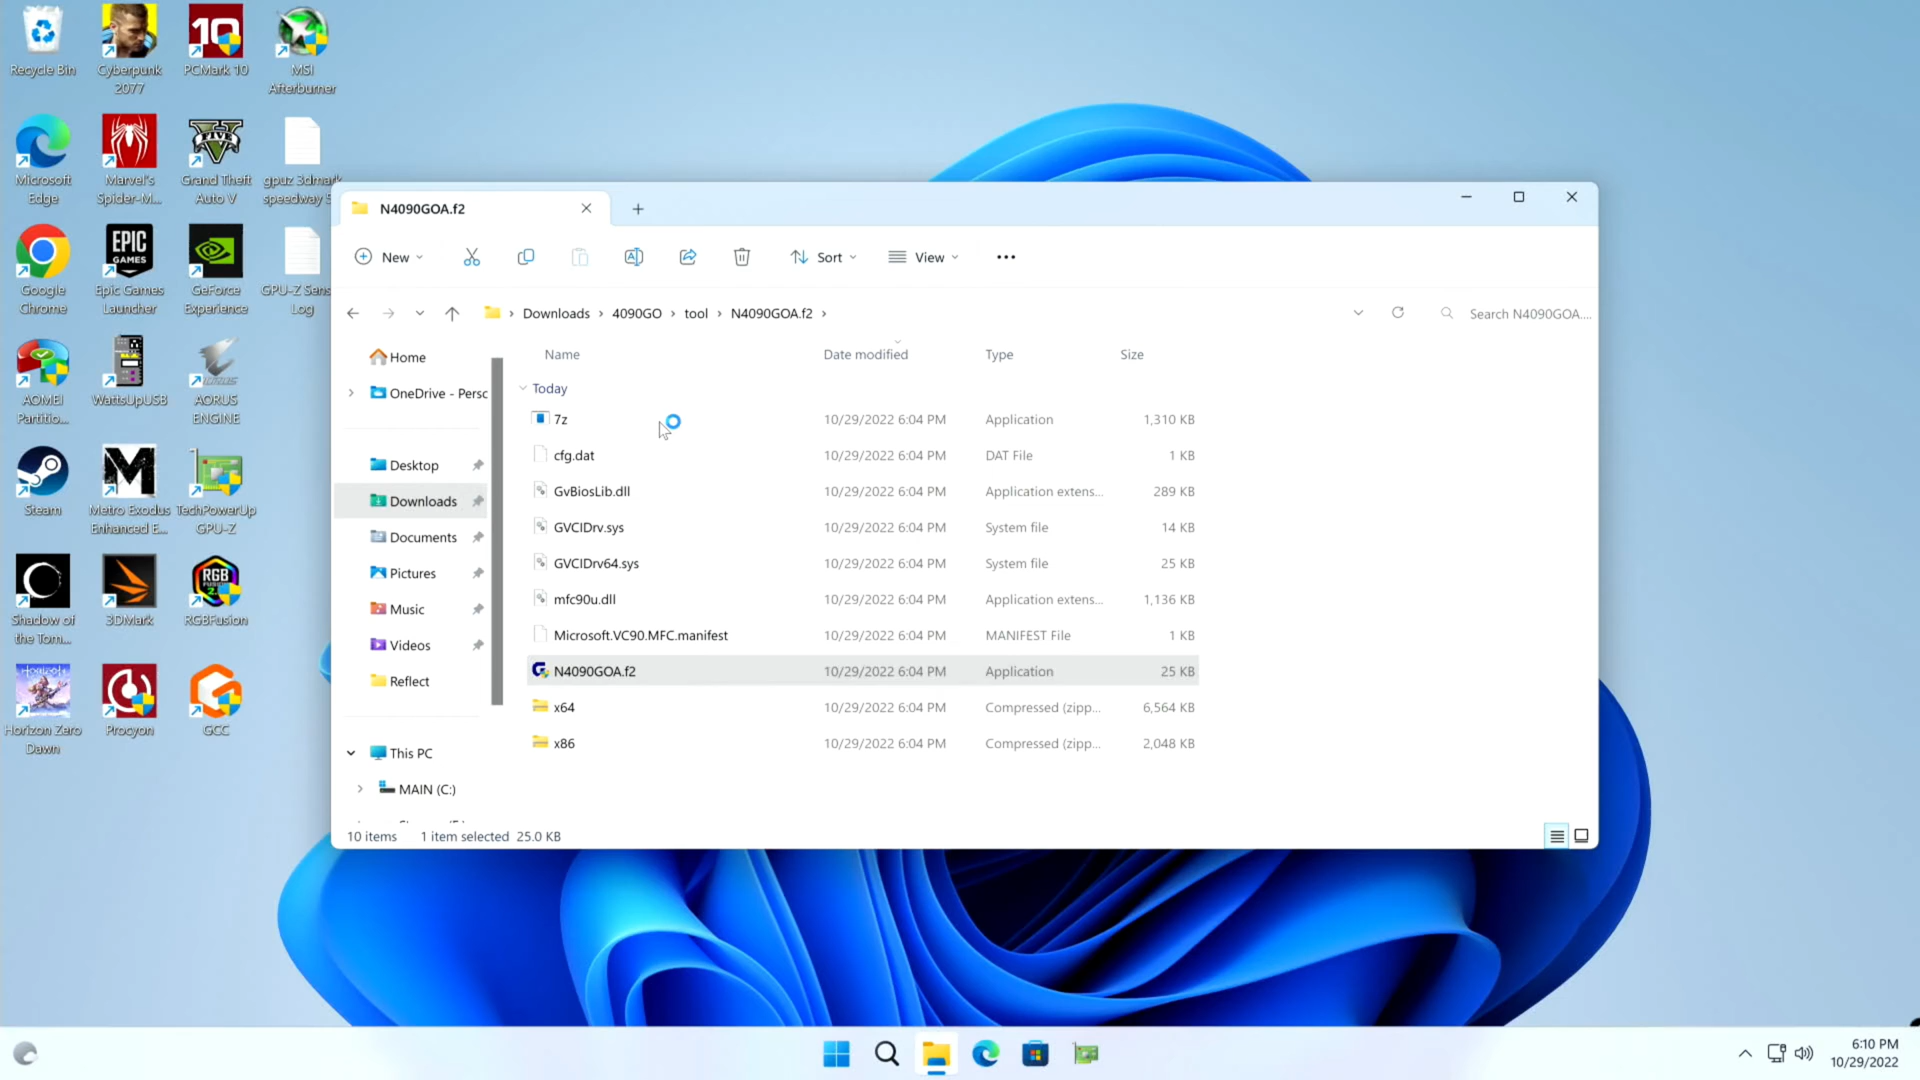 Recycle Bin
Cyberpunk
2077
PCMark 10
MSI
Afterburner
Microsoft
Edge
Marvel's
Spider-M...
Grand Theft
Auto V
gpuz 3dmark
speedway
Google
Chrome
EPIC
GAMES
Epic Games
Launcher
GeForce
Experience
GPU-Z Sens
Log
AOMEI
Partitio...
WattsUpUSB
AORUS
ENGINE
Steam
Metro Exodus
Enhanced E...
TechPowerUp
GPU-Z
Shadow of
the Tom...
3DMark
RGBFusion
Horizon Zero
Dawn
Procyon
GCC
N4090GOA.f2
New
Sort
View
Downloads
4090GO
tool
N4090GOA.f2
Search N4090GOA....
Home
OneDrive - Persc
Desktop
Downloads
Documents
Pictures
Music
Videos
Reflect
This PC
MAIN (C:)
Name Date modified Type Size
Today
7z 10/29/2022 6:04 PM Application 1,310 KB
cfg.dat 10/29/2022 6:04 PM DAT File 1 KB
GvBiosLib.dll 10/29/2022 6:04 PM Application extens... 289 KB
GVCIDrv.sys 10/29/2022 6:04 PM System file 14 KB
GVCIDrv64.sys 10/29/2022 6:04 PM System file 25 KB
mfc90u.dll 10/29/2022 6:04 PM Application extens... 1,136 KB
Microsoft.VC90.MFC.manifest 10/29/2022 6:04 PM MANIFEST File 1 KB
N4090GOA.f2 10/29/2022 6:04 PM Application 25 KB
x64 10/29/2022 6:04 PM Compressed (zipp... 6,564 KB
x86 10/29/2022 6:04 PM Compressed (zipp... 2,048 KB
10 items 1 item selected 25.0 KB
6:10 PM
10/29/2022